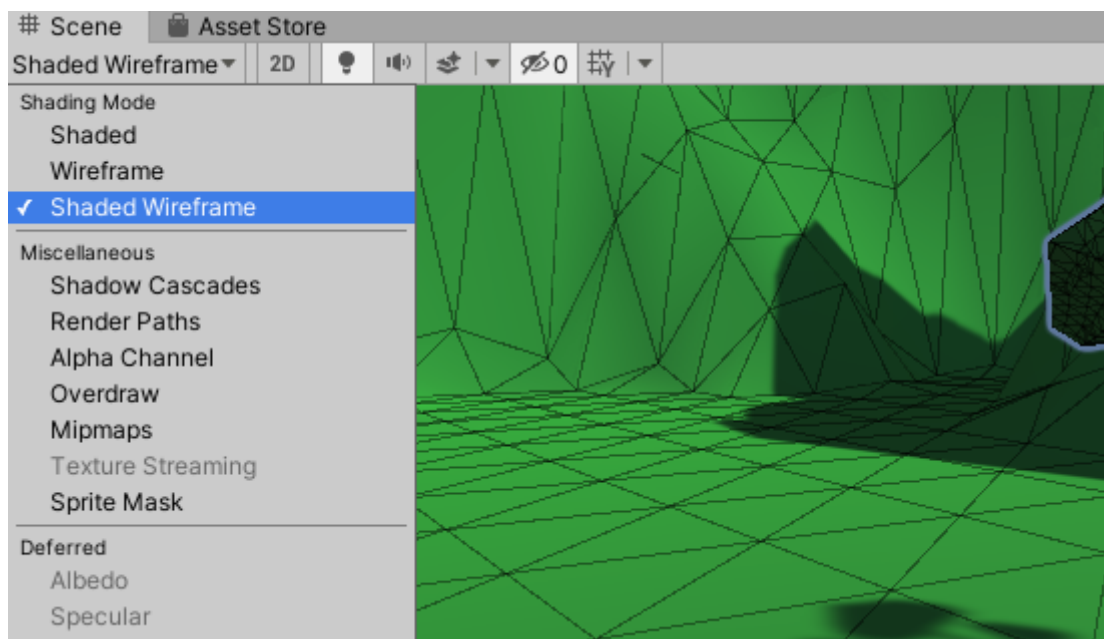 Scene Asset Store
Shaded Wireframe 2D 0
Shading Mode
Shaded
Wireframe
✓ Shaded Wireframe
Miscellaneous
Shadow Cascades
Render Paths
Alpha Channel
Overdraw
Mipmaps
Texture Streaming
Sprite Mask
Deferred
Albedo
Specular